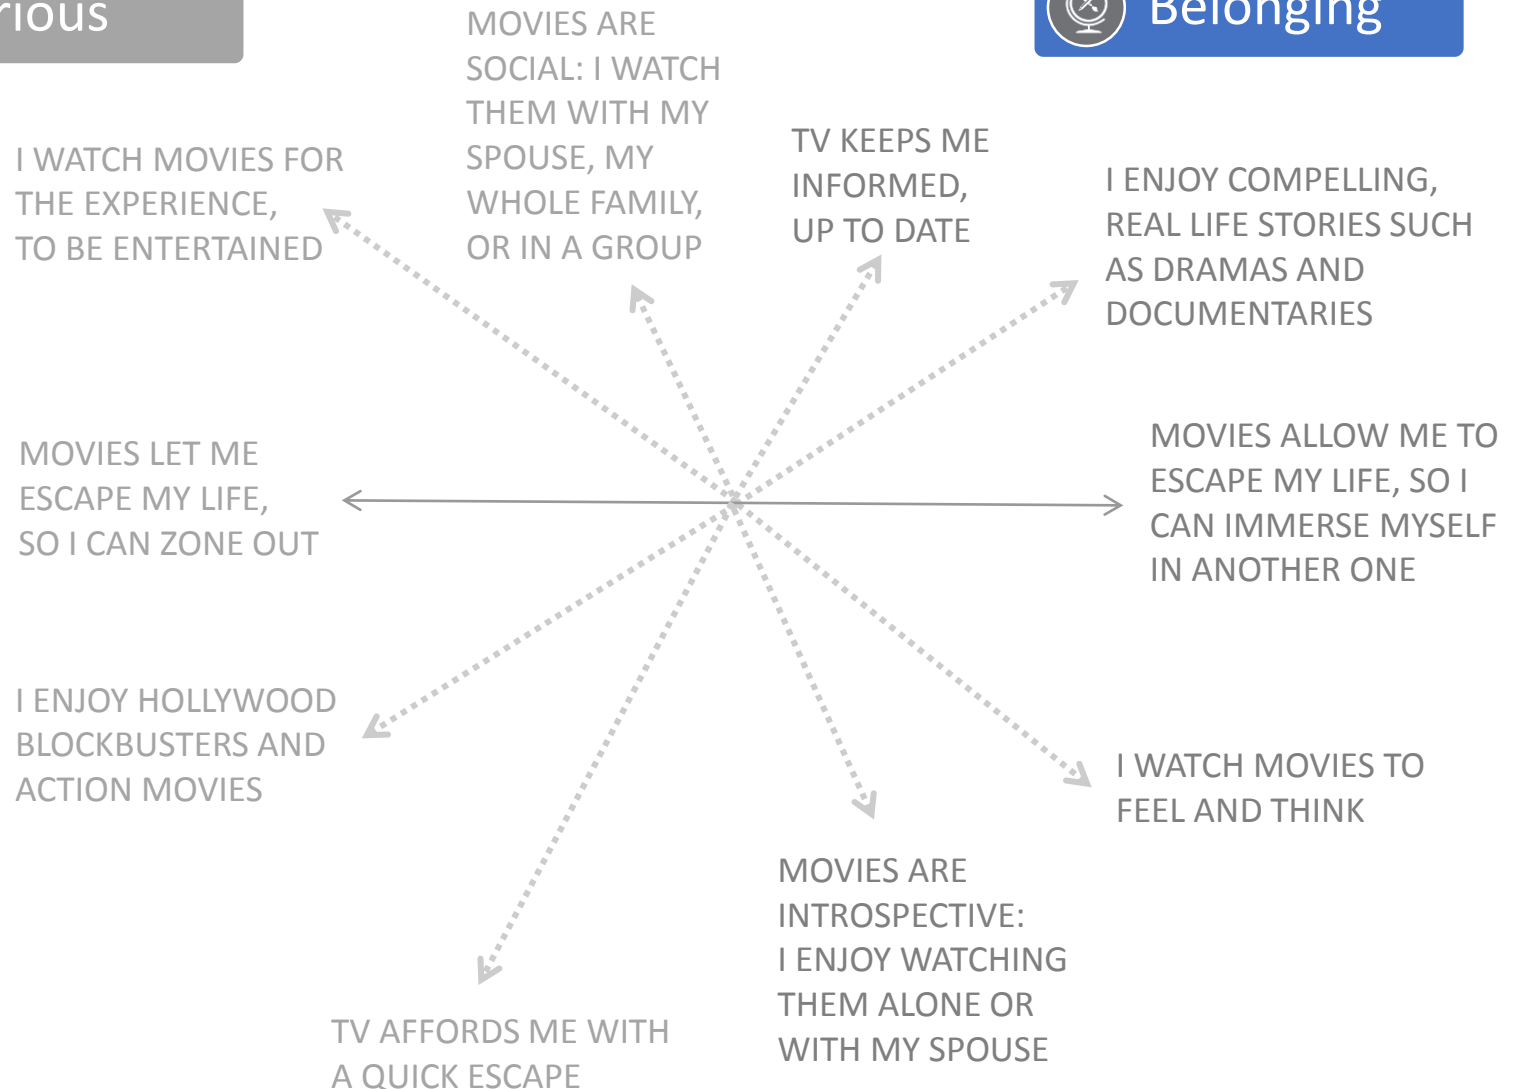 Belonging
MOVIES ARE
SOCIAL: I WATCH
THEM WITH MY
SPOUSE, MY
WHOLE FAMILY,
OR IN A GROUP
I WATCH MOVIES FOR
THE EXPERIENCE,
TO BE ENTERTAINED
TV KEEPS ME
INFORMED,
UP TO DATE
I ENJOY COMPELLING,
REAL LIFE STORIES SUCH
AS DRAMAS AND
DOCUMENTARIES
MOVIES LET ME
ESCAPE MY LIFE,
SO I CAN ZONE OUT
MOVIES ALLOW ME TO
ESCAPE MY LIFE, SO I
CAN IMMERSE MYSELF
IN ANOTHER ONE
I ENJOY HOLLYWOOD
BLOCKBUSTERS AND
ACTION MOVIES
I WATCH MOVIES TO
FEEL AND THINK
MOVIES ARE
INTROSPECTIVE:
I ENJOY WATCHING
THEM ALONE OR
WITH MY SPOUSE
TV AFFORDS ME WITH
A QUICK ESCAPE